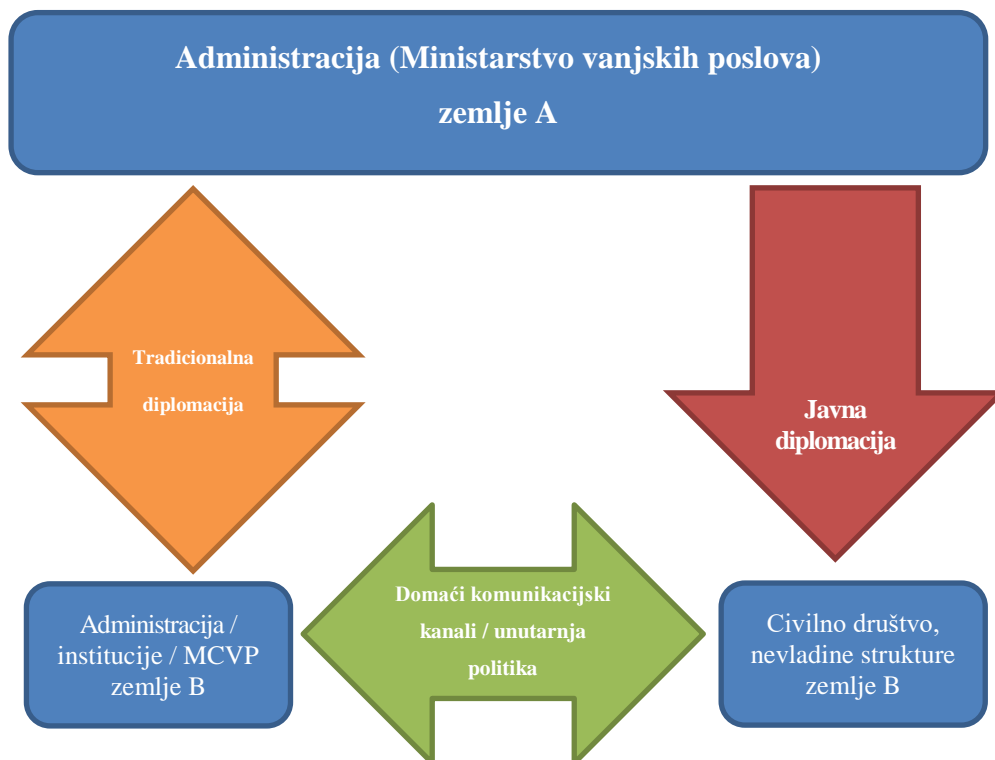 Administracija (Ministarstvo vanjskih poslova)
zemlje A
Tradicionalna
diplomacija
Javna
diplomacija
Domaći komunikacijski
kanali / unutarnja
politika
Administracija /
institucije / MCVP
zemlje B
Civilno društvo,
nevladine strukture
zemlje B